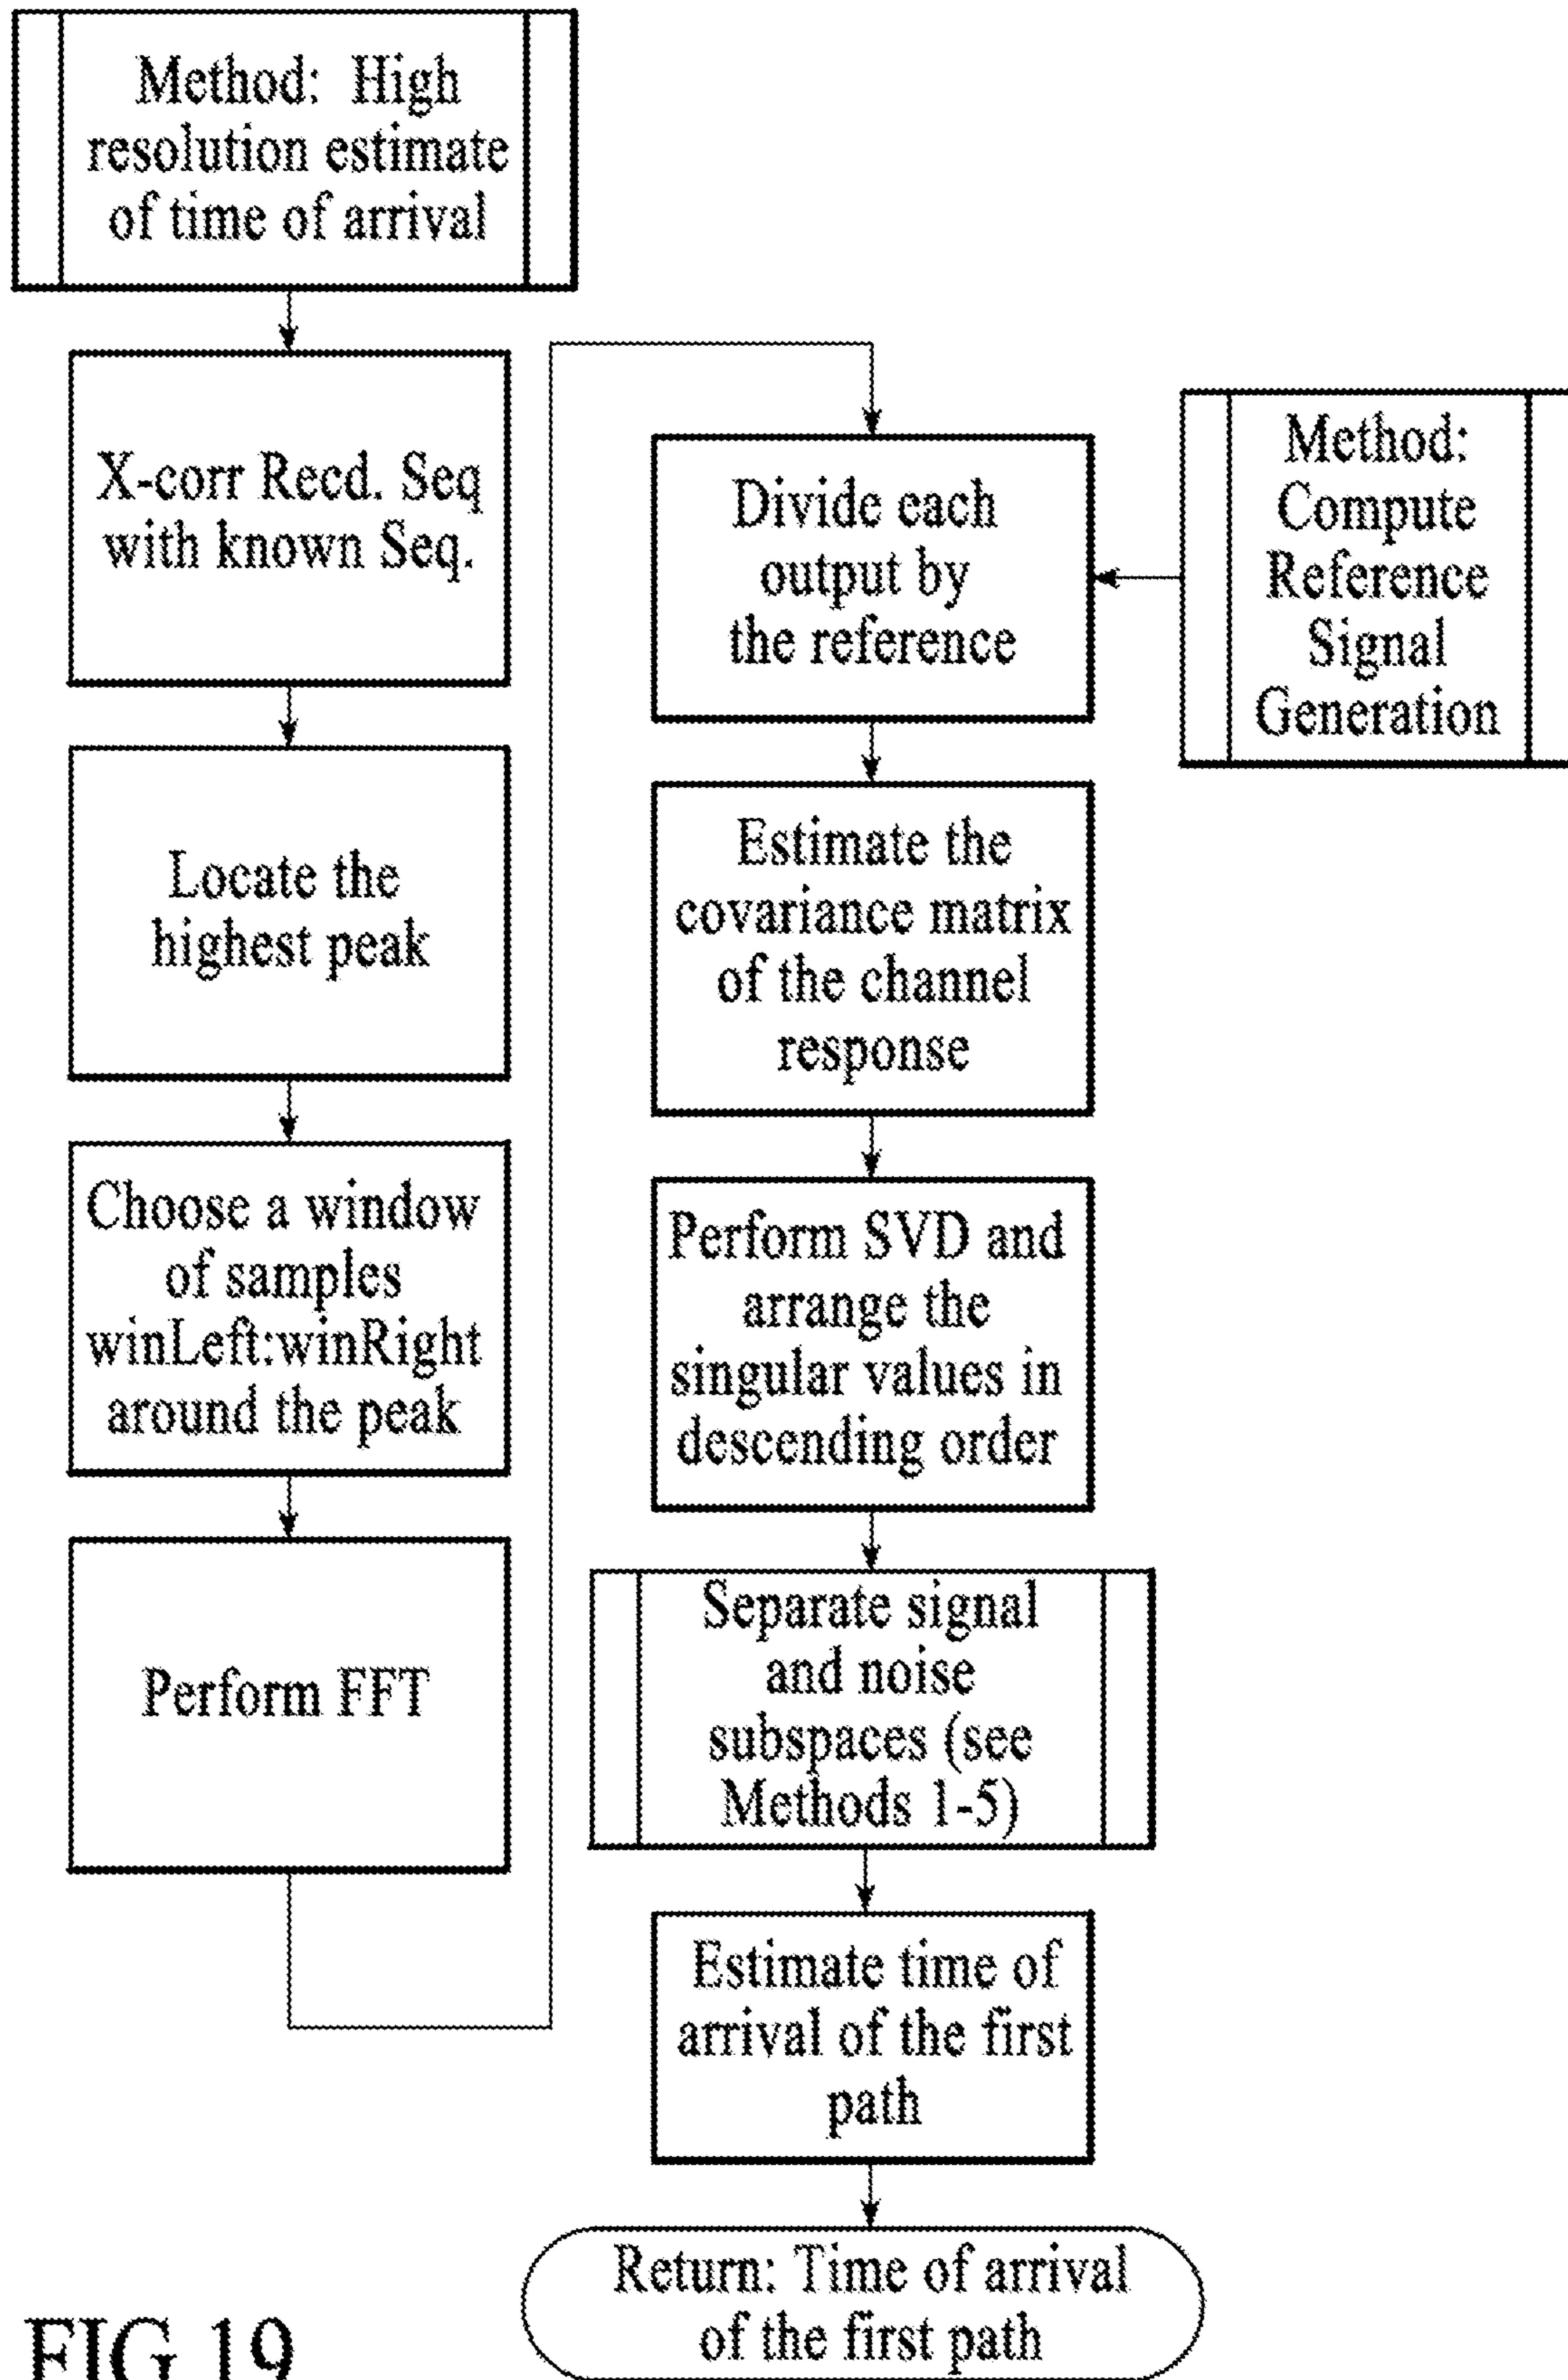 Method: High
resolution estimate
of time of arrival
X-corr Recd. Seq
with known Seq.
Locate the
highest peak
Choose a window
of samples
winLeft:winRight
around the peak
Perform FFT
Divide each
output by
the reference
Method:
Compute
Reference
Signal
Generation
Estimate the
covariance matrix
of the channel
response
Perform SVD and
arrange the
singular values in
descending order
Separate signal
and noise
subspaces (see
Methods 1-5)
Estimate time of
arrival of the first
path
Return: Time of arrival
of the first path
FIG 19